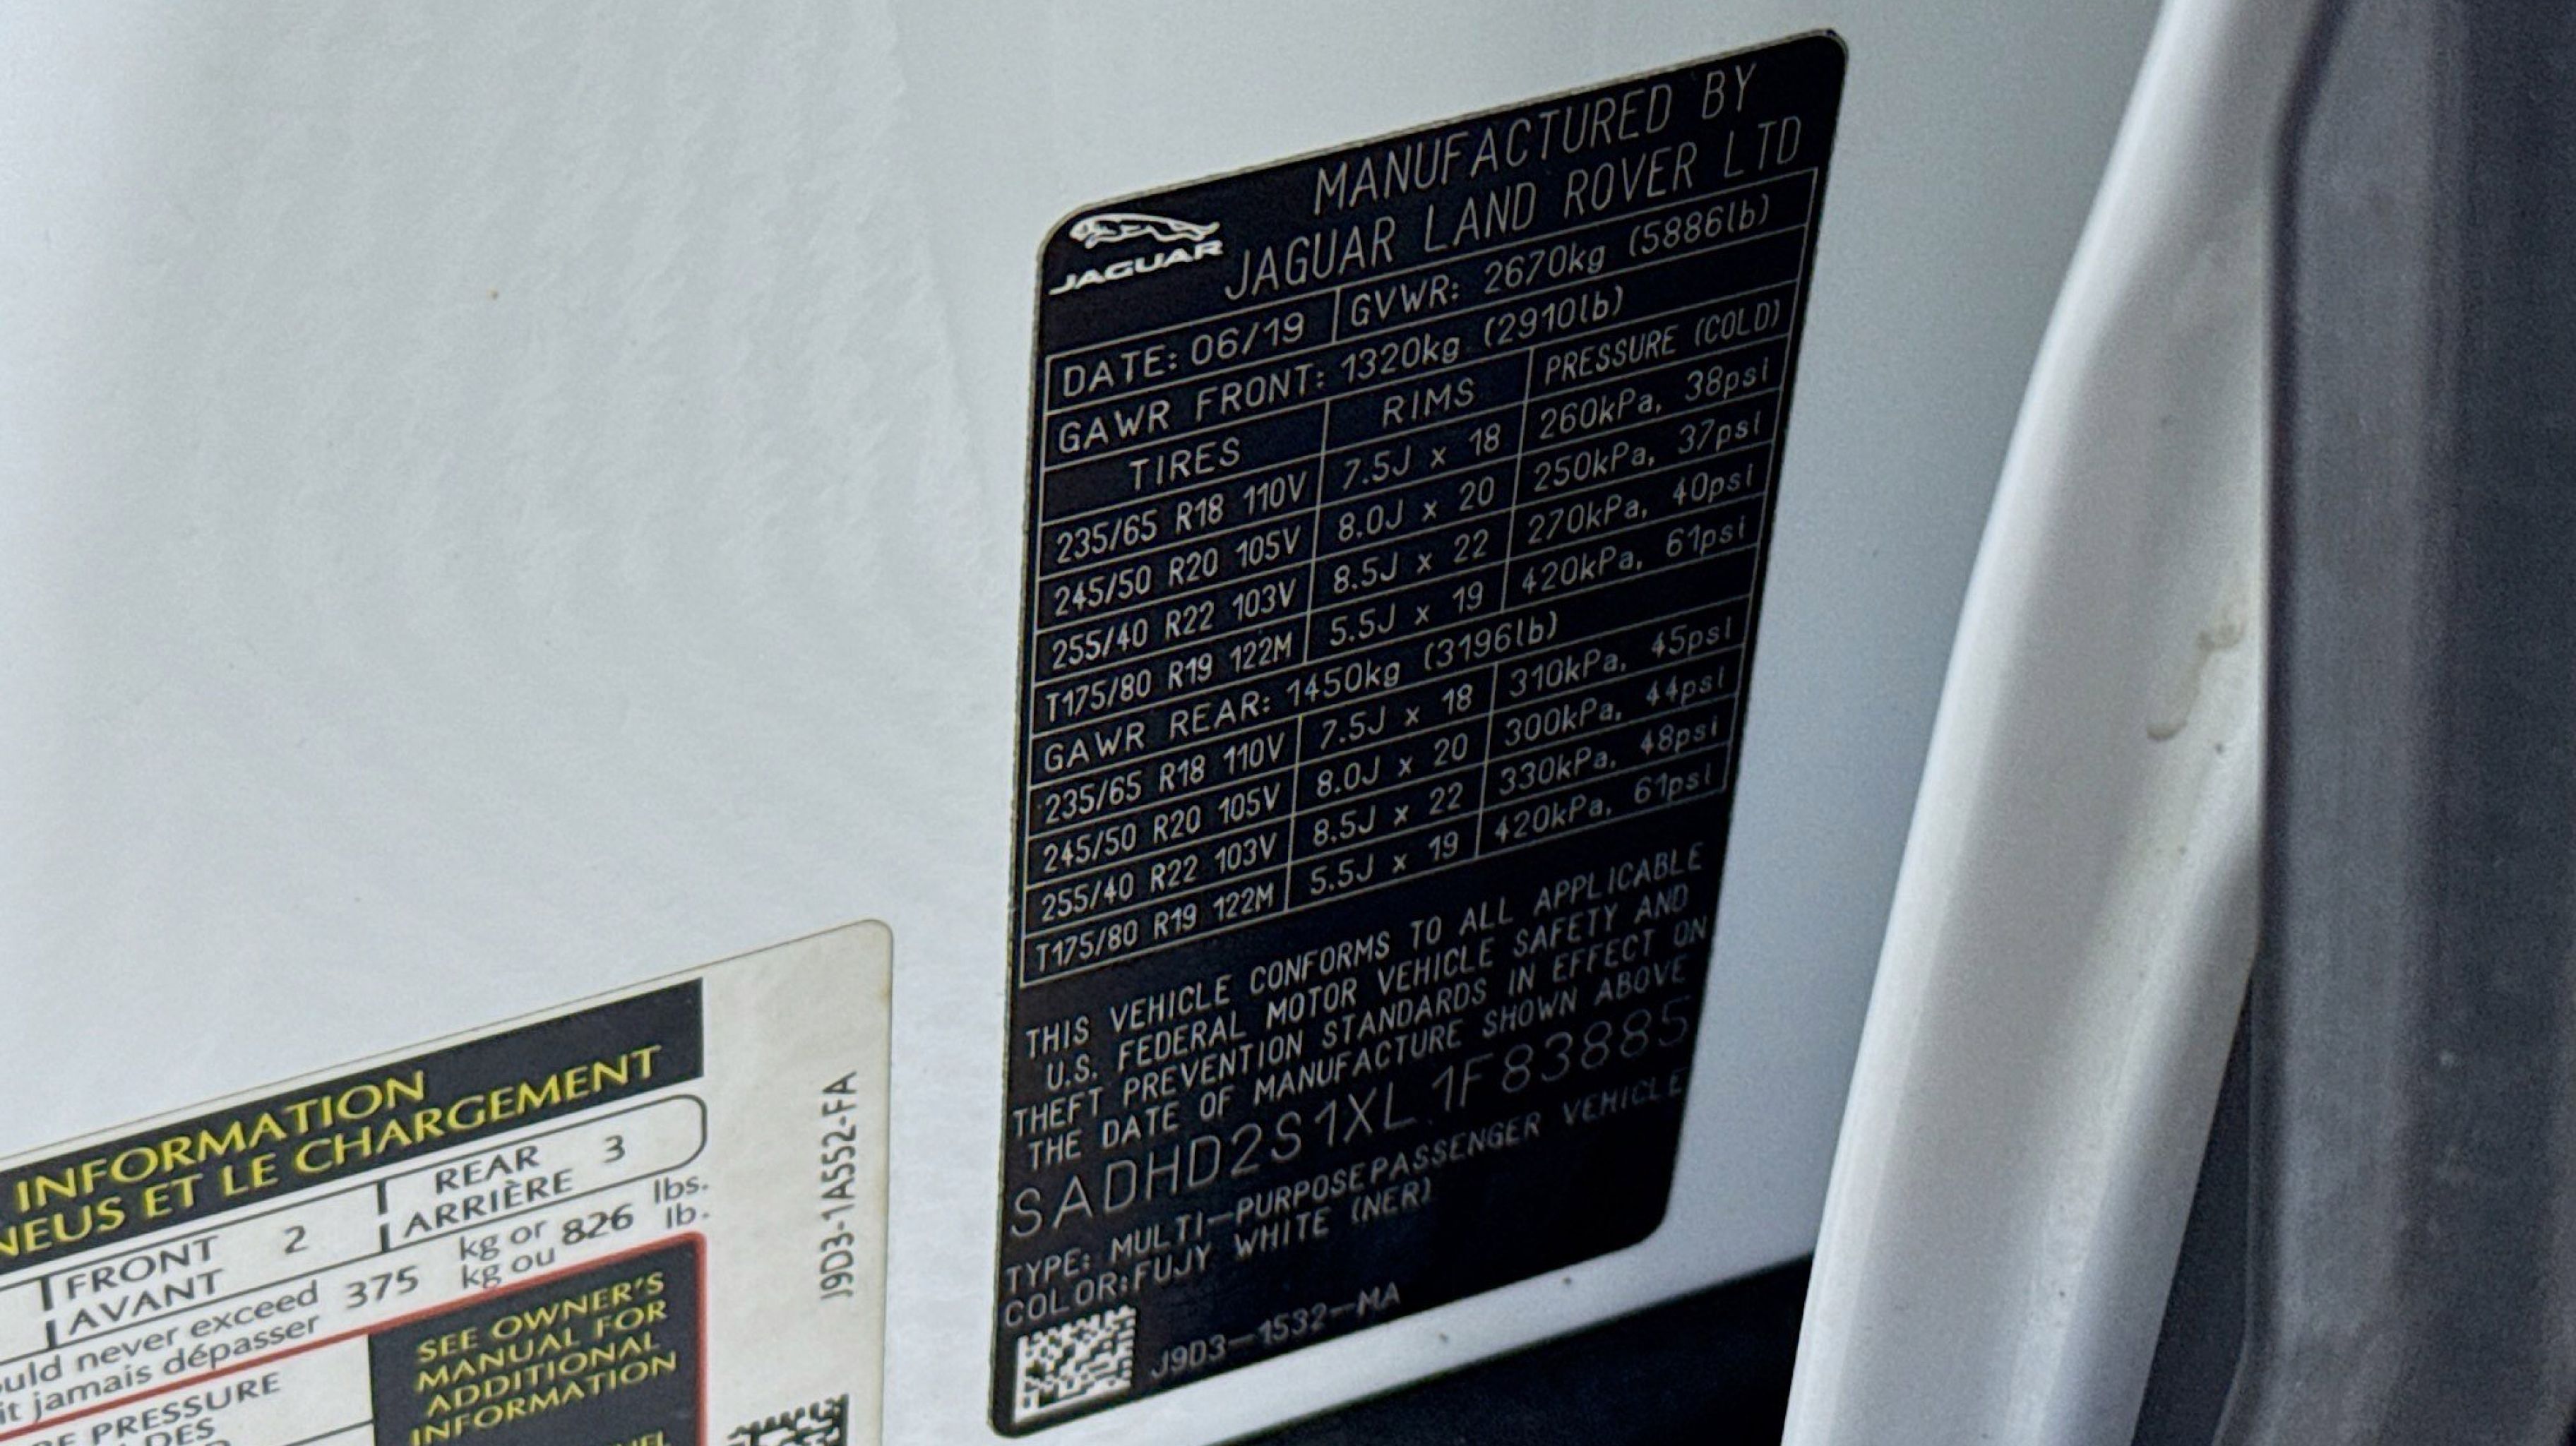 JAGUAR
MANUFACTURED BY
JAGUAR LAND ROVER LTD
DATE: 06/19 GVWR: 2670kg (5886lb)
GAWR FRONT: 1320kg (2910lb)
TIRES RIMS PRESSURE (COLD)
235/65 R18 110V 7.5J x 18 260kPa, 38psi
245/50 R20 105V 8.0J x 20 250kPa, 37psi
255/40 R22 103V 8.5J x 22 270kPa, 40psi
T175/80 R19 122M 5.5J x 19 420kPa, 61psi
GAWR REAR: 1450kg (3196lb)
235/65 R18 110V 7.5J x 18 310kPa, 45psi
245/50 R20 105V 8.0J x 20 300kPa, 44psi
255/40 R22 103V 8.5J x 22 330kPa, 48psi
T175/80 R19 122M 5.5J x 19 420kPa, 61psi
THIS VEHICLE CONFORMS TO ALL APPLICABLE
U.S. FEDERAL MOTOR VEHICLE SAFETY AND
THEFT PREVENTION STANDARDS IN EFFECT ON
THE DATE OF MANUFACTURE SHOWN ABOVE
SADHD2S1XL1F83885
TYPE: MULTI-PURPOSE PASSENGER VEHICLE
COLOR:FUJY WHITE (NER)
J9D3-1532-MA
INFORMATION
NEUS ET LE CHARGEMENT
FRONT 2 REAR 3
AVANT ARRIÈRE
uld never exceed 375 kg or 826 lbs.
it jamais dépasser kg ou lb.
PRESSURE
DES
SEE OWNER'S
MANUAL FOR
ADDITIONAL
INFORMATION
J9D3-1A552-FA